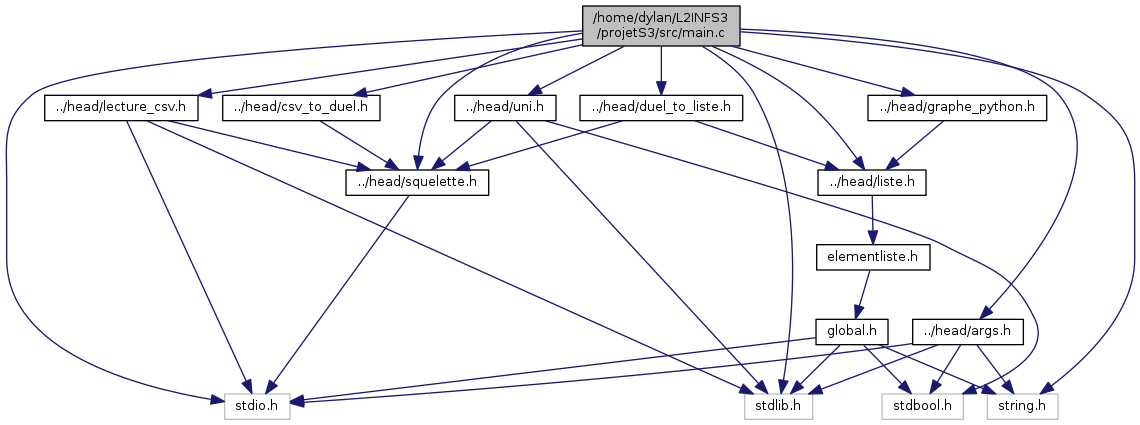 /home/dylan/L2INFS3
/projetS3/src/main.c
../head/lecture_csv.h
../head/csv_to_duel.h
../head/uni.h
../head/duel_to_liste.h
../head/graphe_python.h
../head/squelette.h
../head/liste.h
elementliste.h
global.h
../head/args.h
stdio.h
stdlib.h
stdbool.h
string.h